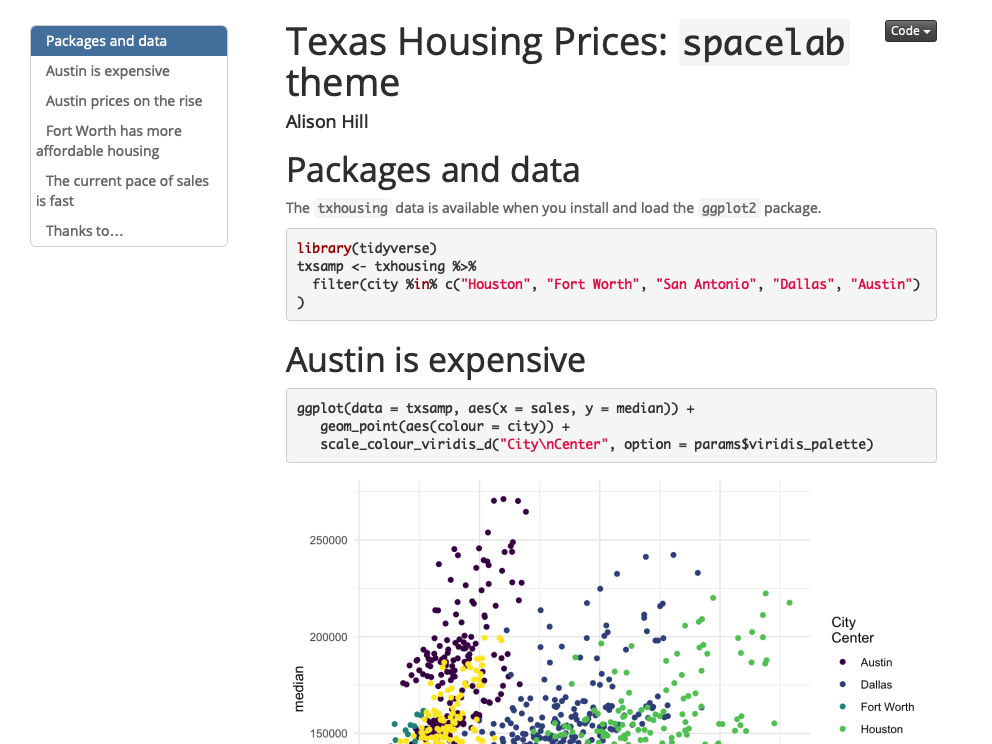 Packages and data
Austin is expensive
Austin prices on the rise
Fort Worth has more
affordable housing
The current pace of sales
is fast
Thanks to…
Code
Texas Housing Prices: spacelab
theme
Alison Hill
Packages and data
The txhousing data is available when you install and load the ggplot2 package.
library(tidyverse)
txsamp <- txhousing %>%
  filter(city %in% c("Houston", "Fort Worth", "San Antonio", "Dallas", "Austin")
)
Austin is expensive
ggplot(data = txsamp, aes(x = sales, y = median)) +
   geom_point(aes(colour = city)) +
   scale_colour_viridis_d("City\nCenter", option = params$viridis_palette)
250000
200000
150000
median
City
Center
Austin
Dallas
Fort Worth
Houston